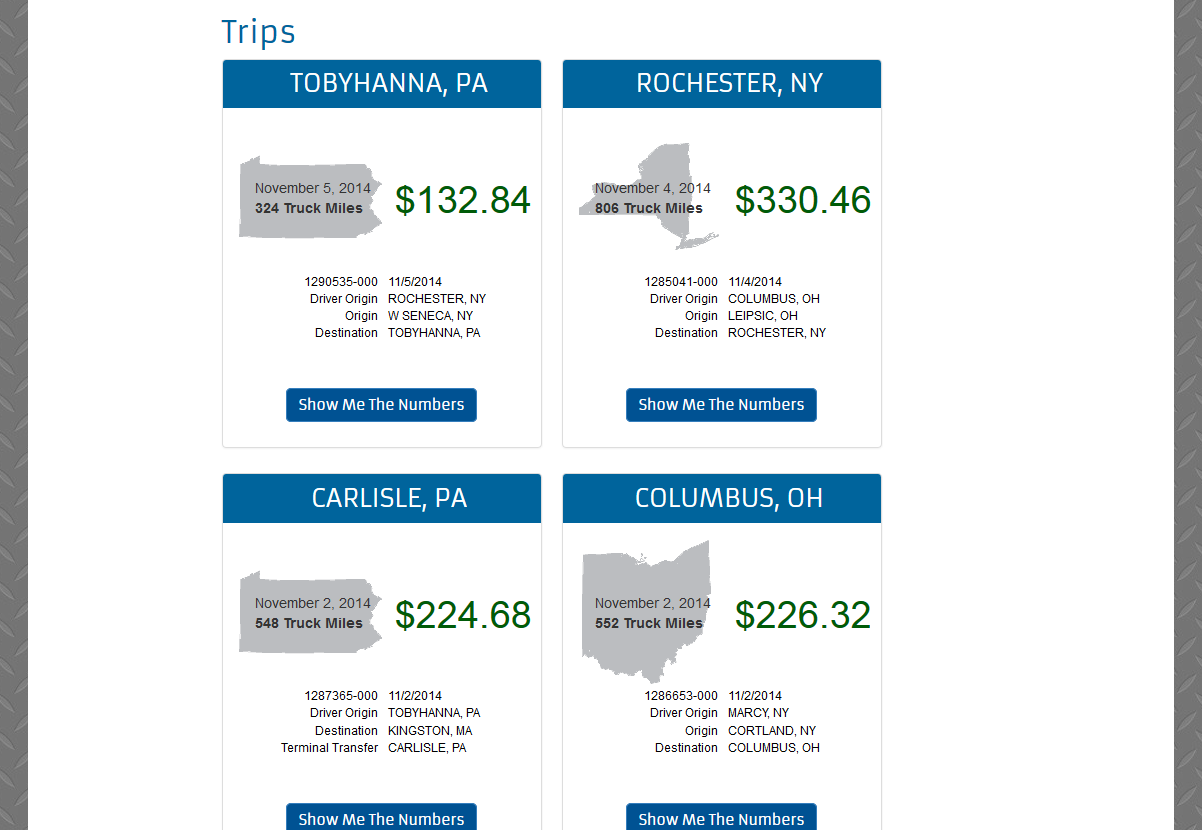 Trips
TOBYHANNA, PA
November 5, 2014
324 Truck Miles
$132.84
1290535-000 11/5/2014
Driver Origin ROCHESTER, NY
Origin W SENECA, NY
Destination TOBYHANNA, PA
Show Me The Numbers
ROCHESTER, NY
November 4, 2014
806 Truck Miles
$330.46
1285041-000 11/4/2014
Driver Origin COLUMBUS, OH
Origin LEIPSIC, OH
Destination ROCHESTER, NY
Show Me The Numbers
CARLISLE, PA
November 2, 2014
548 Truck Miles
$224.68
1287365-000 11/2/2014
Driver Origin TOBYHANNA, PA
Destination KINGSTON, MA
Terminal Transfer CARLISLE, PA
Show Me The Numbers
COLUMBUS, OH
November 2, 2014
552 Truck Miles
$226.32
1286653-000 11/2/2014
Driver Origin MARCY, NY
Origin CORTLAND, NY
Destination COLUMBUS, OH
Show Me The Numbers